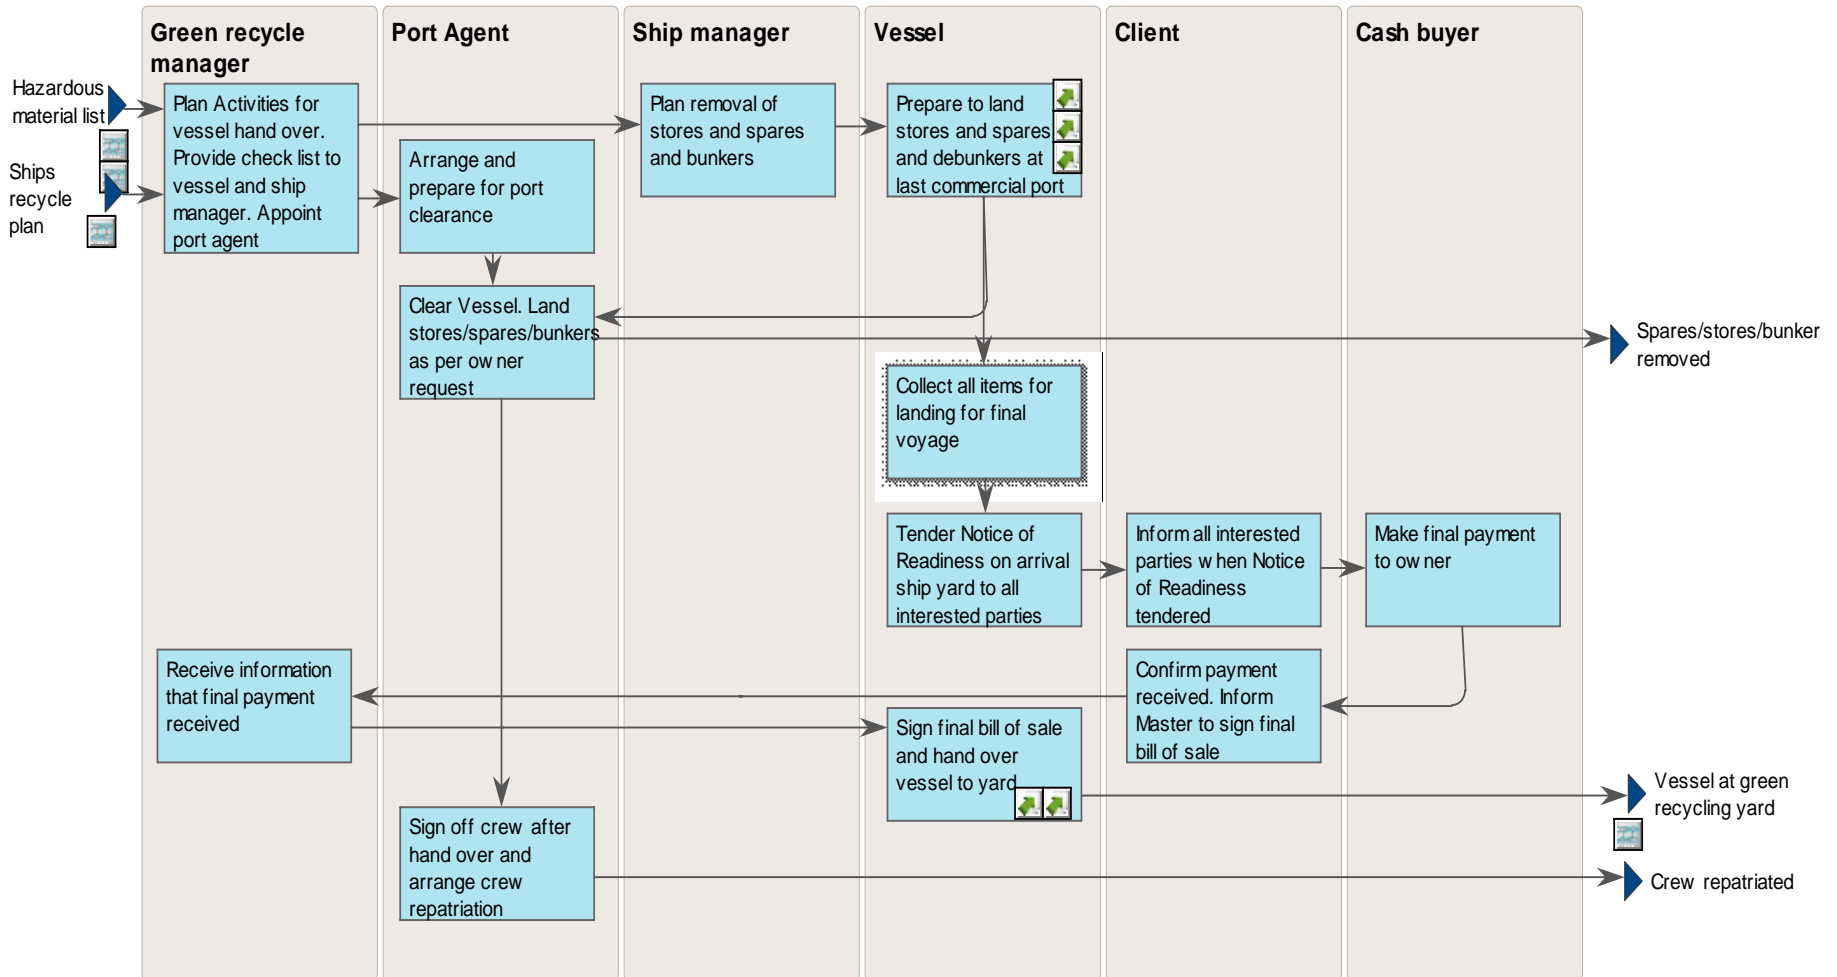 Green recycle
manager
Port Agent
Ship manager
Vessel
Client
Cash buyer
Hazardous
material list
Ships
recycle
plan
Plan Activities for
vessel hand over.
Provide check list to
vessel and ship
manager. Appoint
port agent
Arrange and
prepare for port
clearance
Plan removal of
stores and spares
and bunkers
Prepare to land
stores and spares
and debunkers at
last commercial port
Clear Vessel. Land
stores/spares/bunkers
as per owner
request
Spares/stores/bunker
removed
Collect all items for
landing for final
voyage
Tender Notice of
Readiness on arrival
ship yard to all
interested parties
Inform all interested
parties when Notice
of Readiness
tendered
Make final payment
to owner
Receive information
that final payment
received
Confirm payment
received. Inform
Master to sign final
bill of sale
Sign final bill of sale
and hand over
vessel to yard
Vessel at green
recycling yard
Sign off crew after
hand over and
arrange crew
repatriation
Crew repatriated